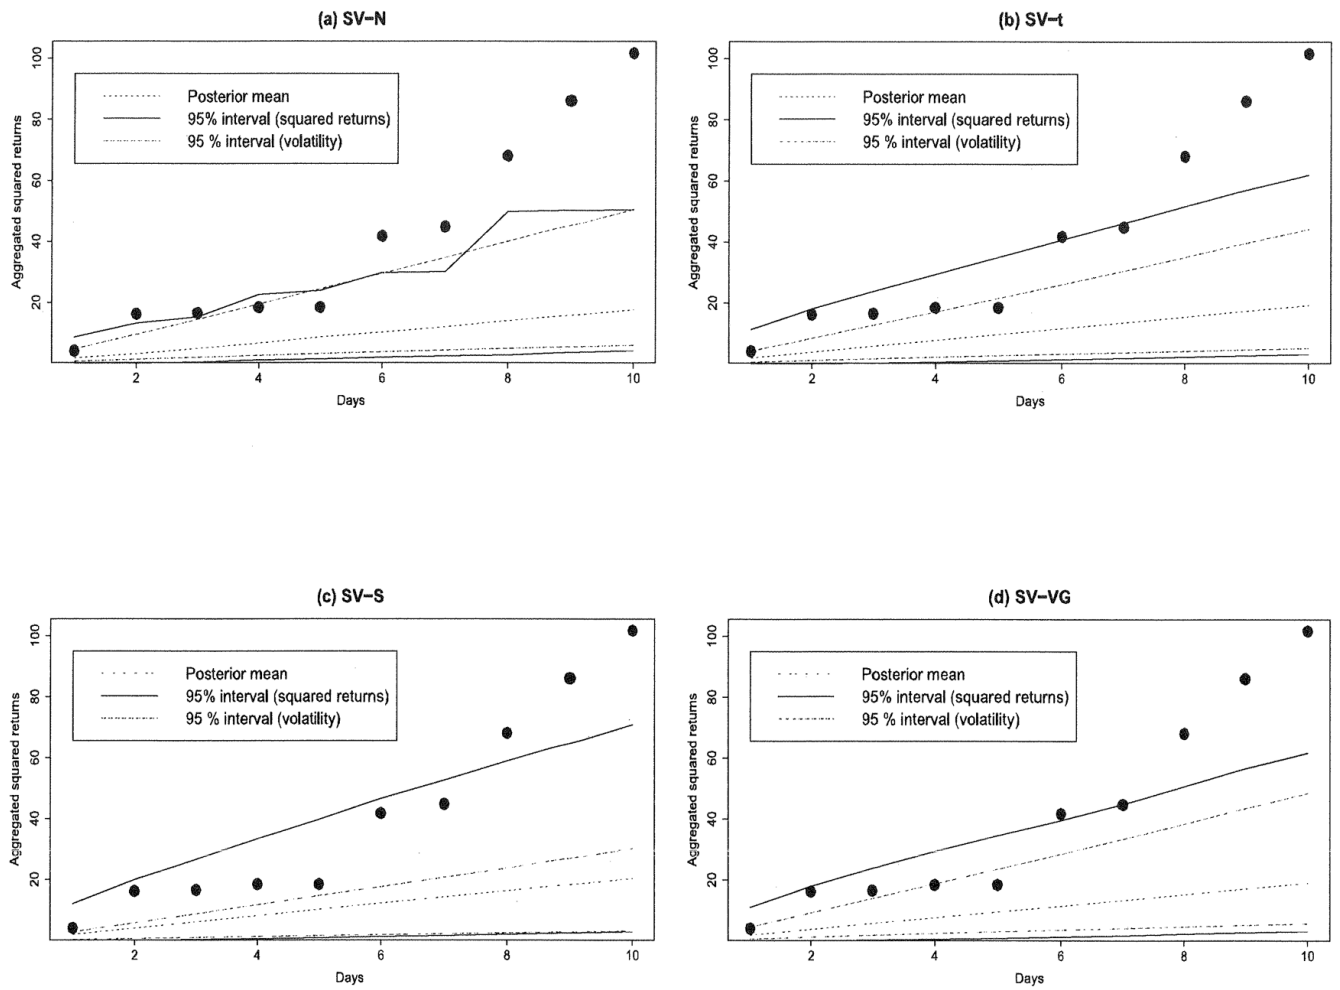 (a) SV−N
Aggregated squared returns
20 40 60 80 100
Posterior mean
95% interval (squared returns)
95 % interval (volatility)
2 4 6 8 10
Days
(b) SV−t
Aggregated squared returns
20 40 60 80 100
Posterior mean
95% interval (squared returns)
95 % interval (volatility)
2 4 6 8 10
Days
(c) SV−S
Aggregated squared returns
20 40 60 80 100
Posterior mean
95% interval (squared returns)
95 % interval (volatility)
2 4 6 8 10
Days
(d) SV−VG
Aggregated squared returns
20 40 60 80 100
Posterior mean
95% interval (squared returns)
95 % interval (volatility)
2 4 6 8 10
Days